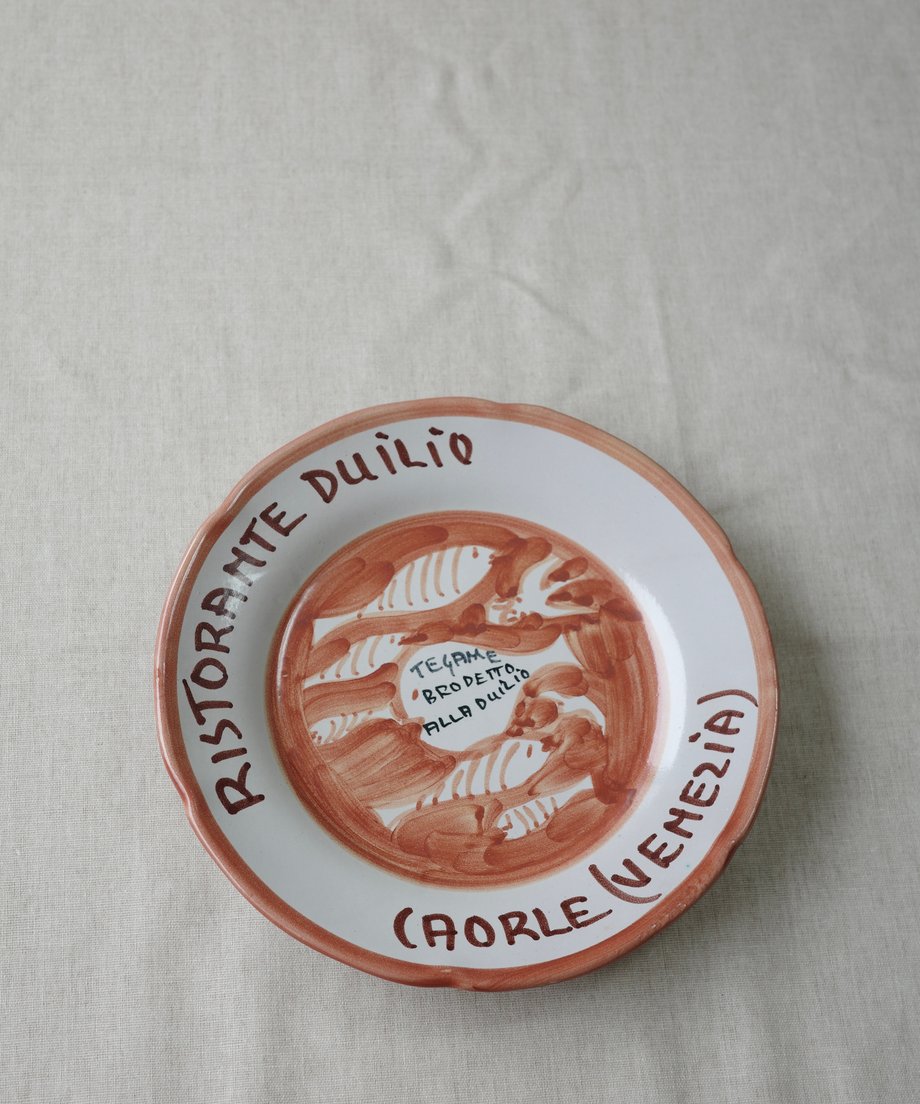 RISTORANTE DUiLiO
TEGAME
BRODETTO
ALLA DUiLiO
CAORLE (VENEZIA)